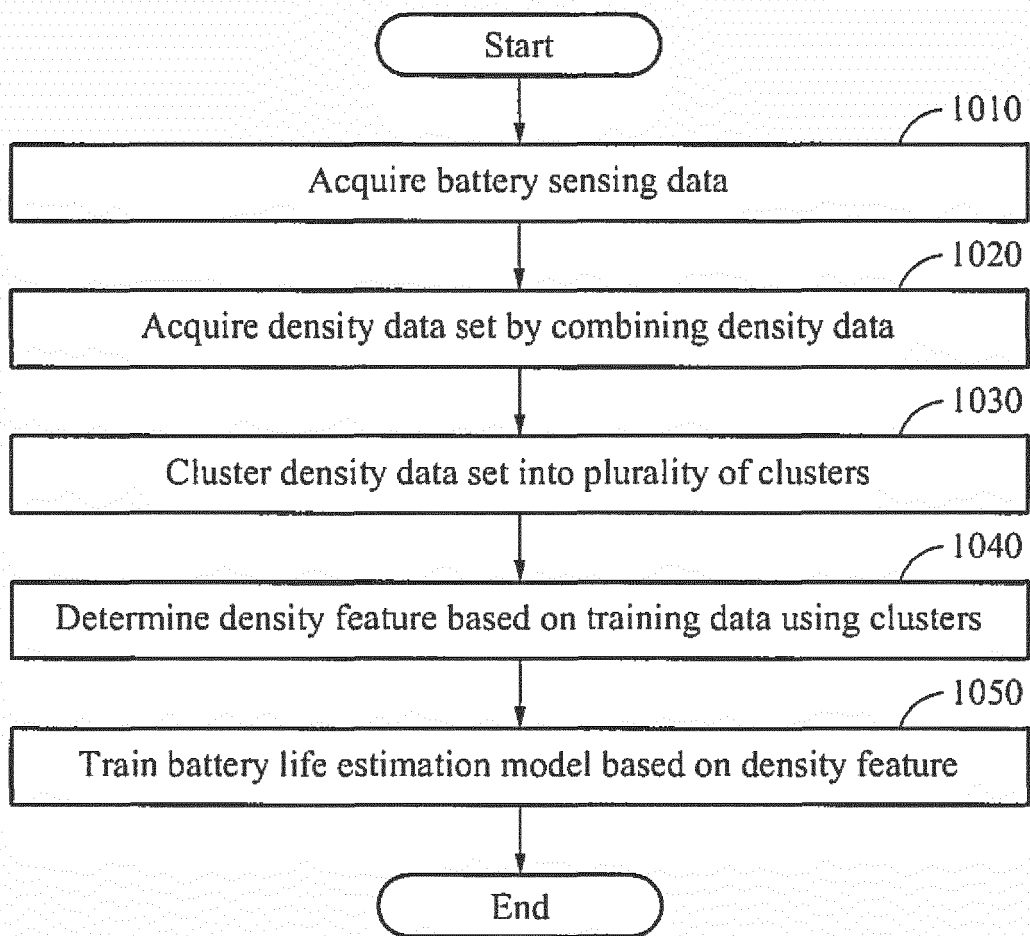 Start
1010
Acquire battery sensing data
1020
Acquire density data set by combining density data
1030
Cluster density data set into plurality of clusters
1040
Determine density feature based on training data using clusters
1050
Train battery life estimation model based on density feature
End